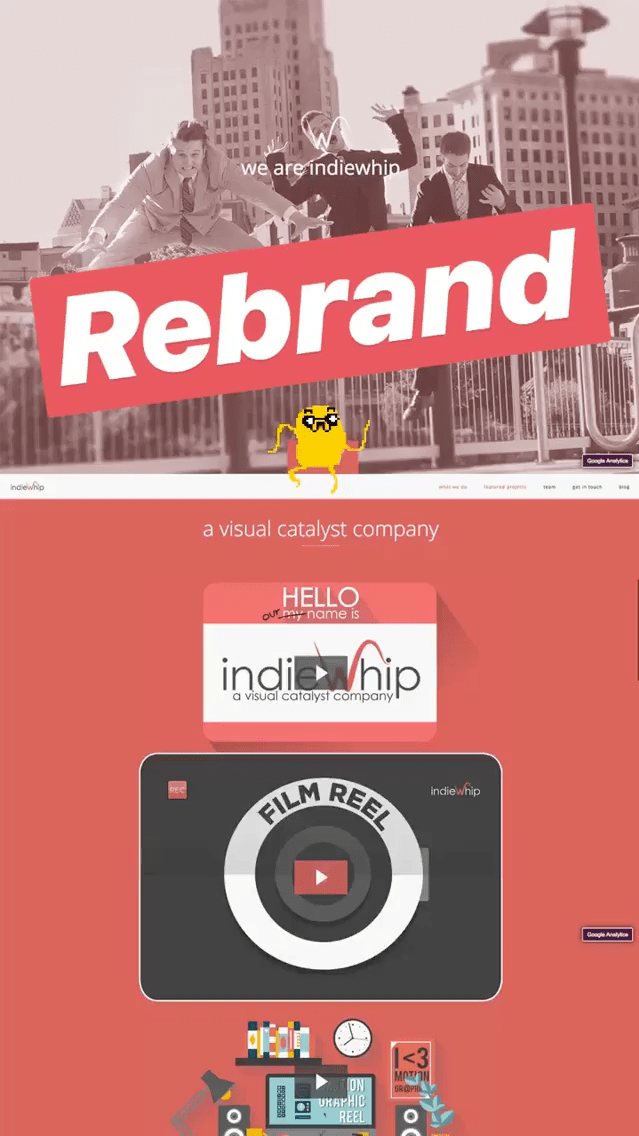 we are indiewhip
Rebrand
Google Analytics
indiewhip
what we do
featured projects
team
get in touch
blog
a visual catalyst company
HELLO
our my name is
indiewhip
a visual catalyst company
REC
indiewhip
FILM REEL
Google Analytics
I<3
MOTION
GRAPHIC
REEL